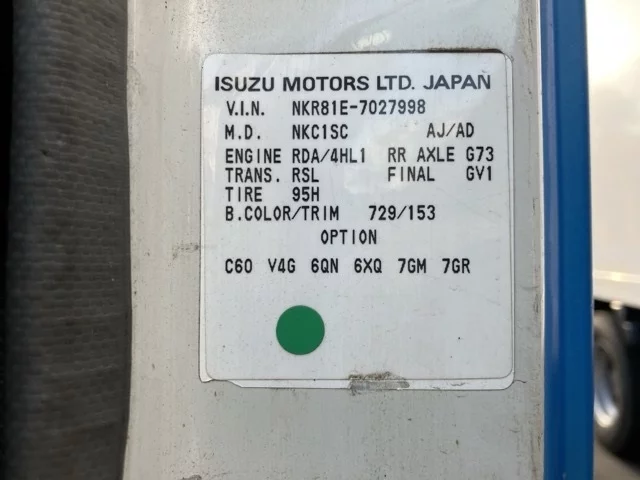 ISUZU MOTORS LTD. JAPAN
V.I.N. NKR81E-7027998
M.D. NKC1SC AJ/AD
ENGINE RDA/4HL1 RR AXLE G73
TRANS. RSL FINAL GV1
TIRE 95H
B.COLOR/TRIM 729/153
OPTION
C60 V4G 6QN 6XQ 7GM 7GR